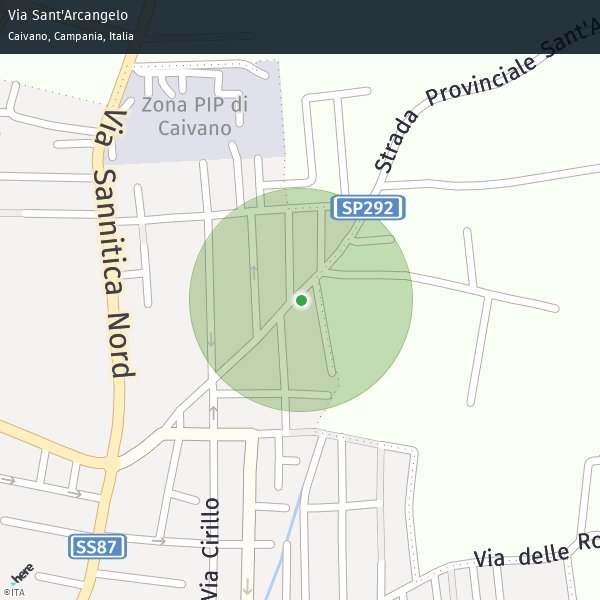 Via Sant'Arcangelo
Caivano, Campania, Italia
Zona PIP di
Caivano
Strada Provinciale Sant'A
Via Sannitica Nord
SP292
SS87
Via Cirillo
Via delle Ro
here
©ITA